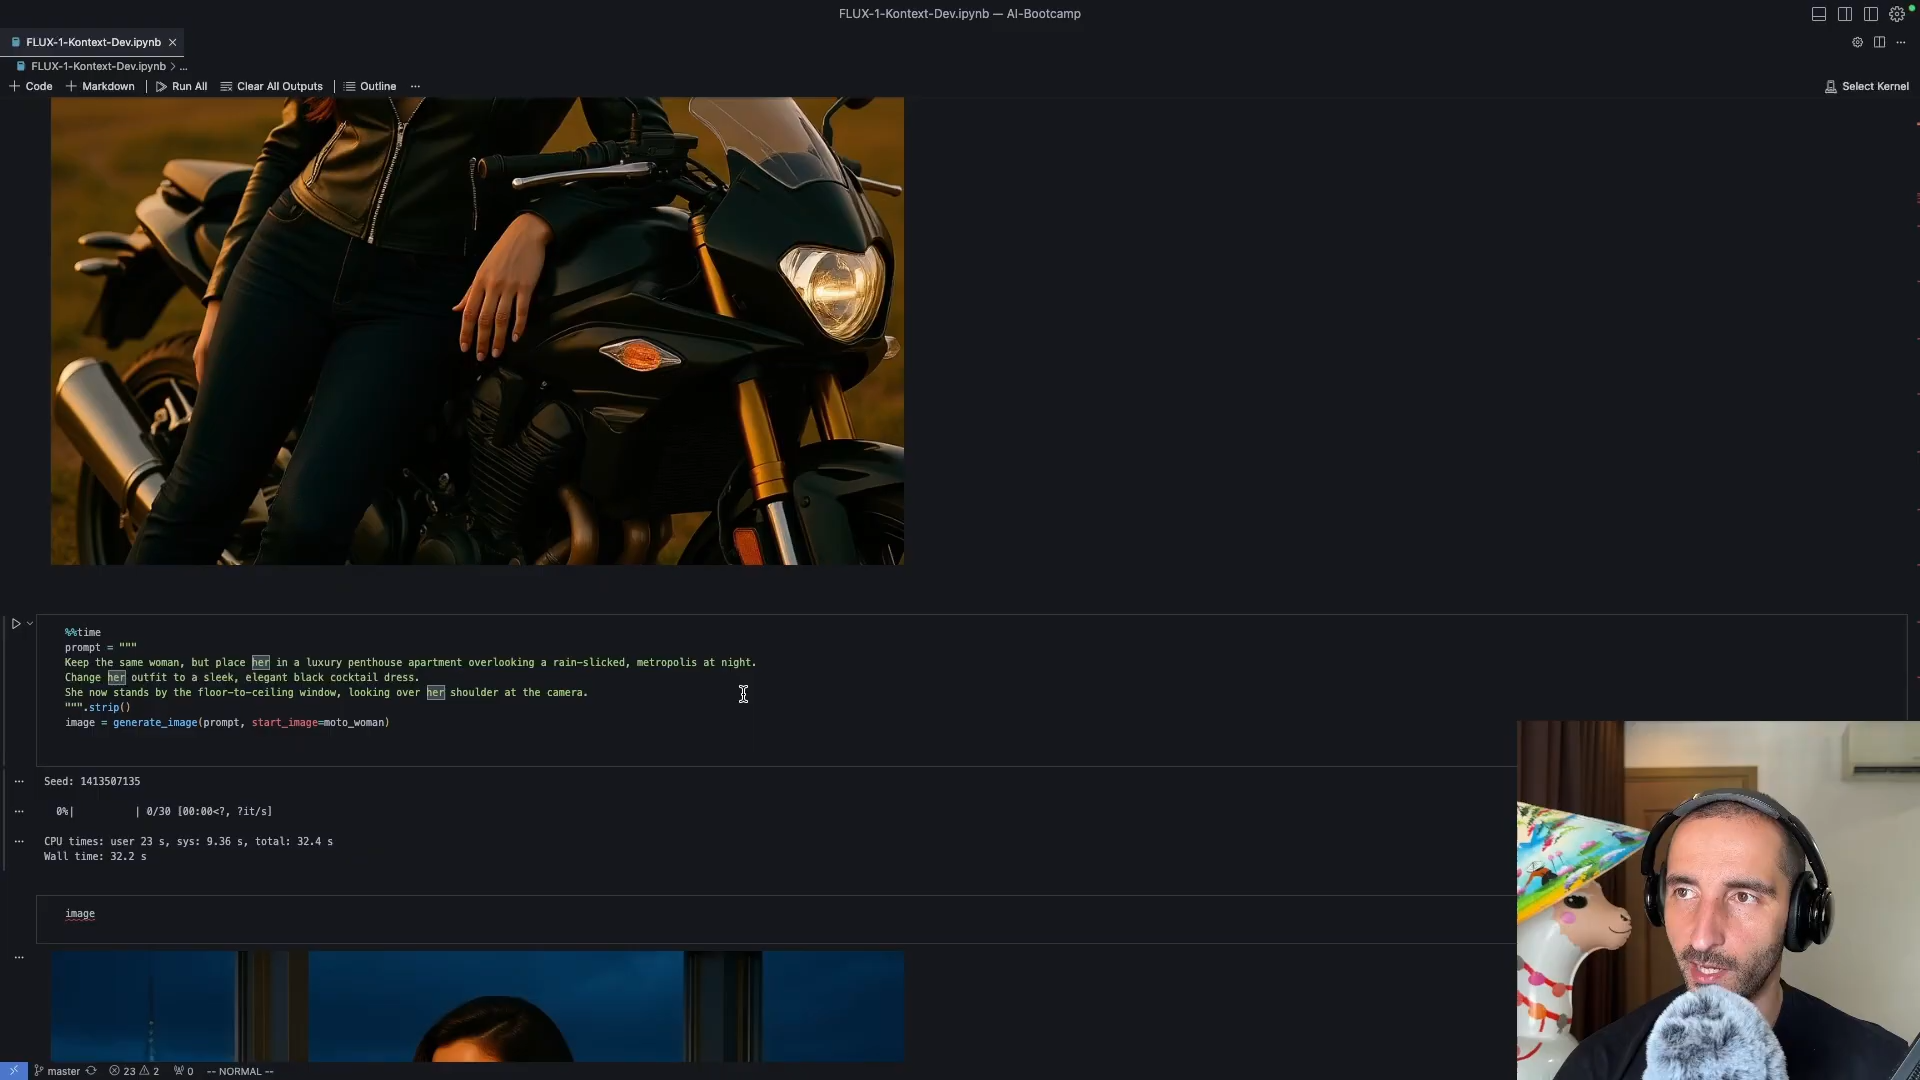 FLUX-1-Kontext-Dev.ipynb — AI-Bootcamp
FLUX-1-Kontext-Dev.ipynb
FLUX-1-Kontext-Dev.ipynb > ...
+ Code + Markdown Run All Clear All Outputs Outline ... Select Kernel
%%time
prompt = """
Keep the same woman, but place her in a luxury penthouse apartment overlooking a rain-slicked, metropolis at night.
Change her outfit to a sleek, elegant black cocktail dress.
She now stands by the floor-to-ceiling window, looking over her shoulder at the camera.
""".strip()
image = generate_image(prompt, start_image=moto_woman)
Seed: 1413507135
0%| | 0/30 [00:00<?, ?it/s]
CPU times: user 23 s, sys: 9.36 s, total: 32.4 s
Wall time: 32.2 s
image
master 23 2 0 -- NORMAL --